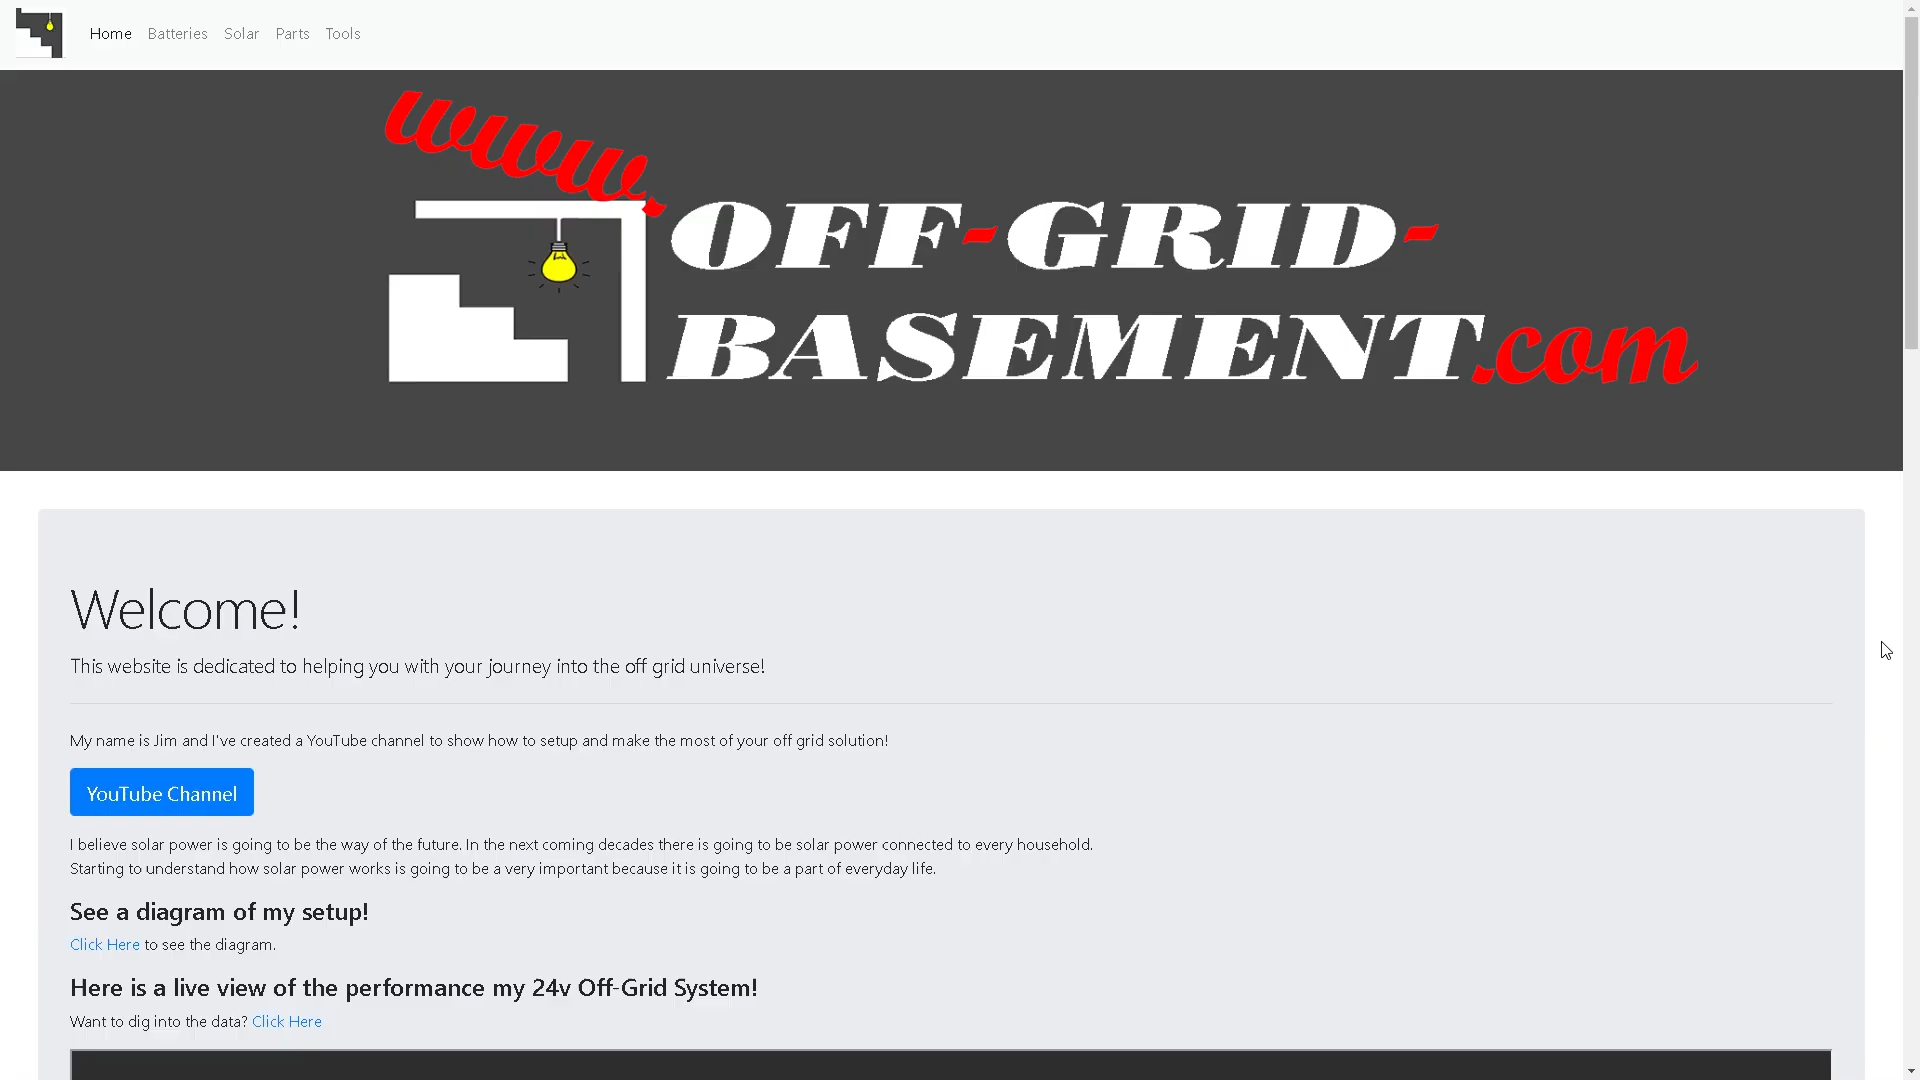 Home Batteries Solar Parts Tools
www.
OFF-GRID-
BASEMENT.com
Welcome!
This website is dedicated to helping you with your journey into the off grid universe!
My name is Jim and I've created a YouTube channel to show how to setup and make the most of your off grid solution!
YouTube Channel
I believe solar power is going to be the way of the future. In the next coming decades there is going to be solar power connected to every household.
Starting to understand how solar power works is going to be a very important because it is going to be a part of everyday life.
See a diagram of my setup!
Click Here to see the diagram.
Here is a live view of the performance my 24v Off-Grid System!
Want to dig into the data? Click Here